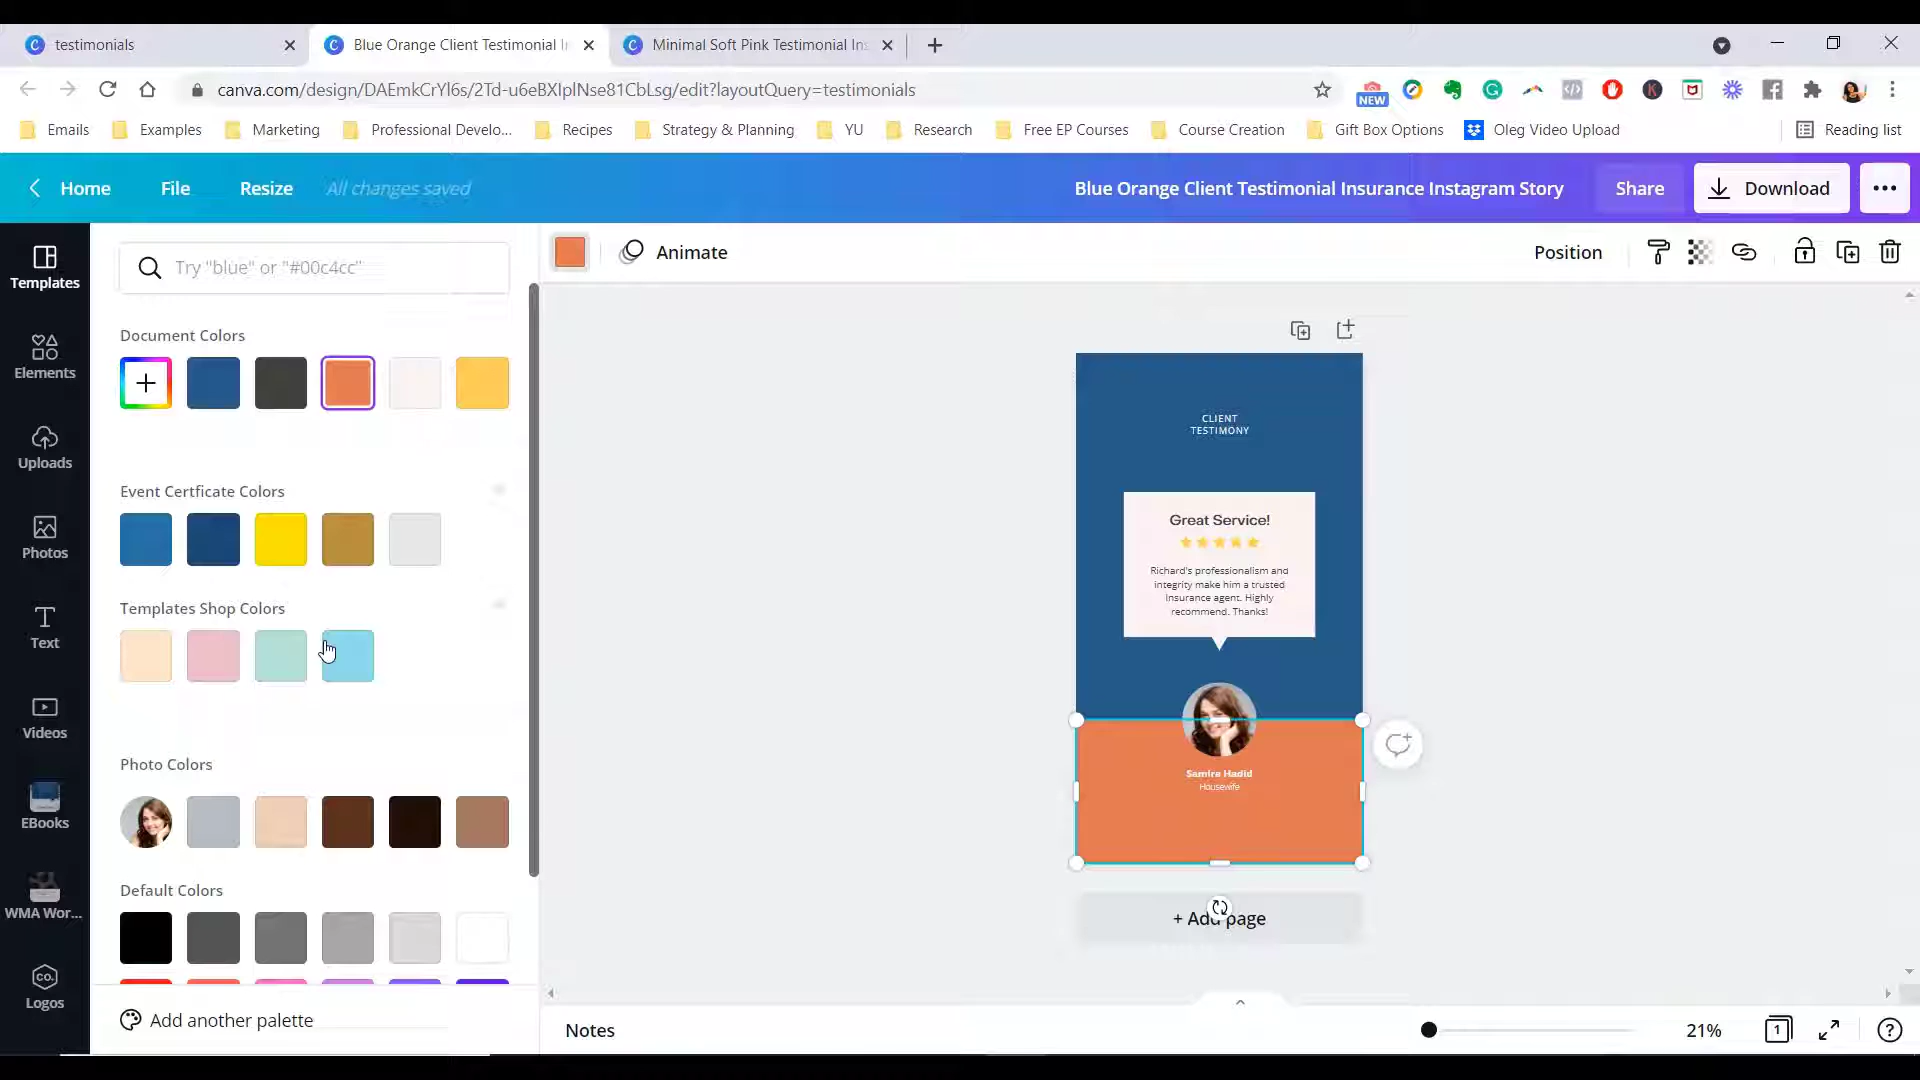 testimonials
Blue Orange Client Testimonial I
Minimal Soft Pink Testimonial In
canva.com/design/DAEmkCrYl6s/2Td-u6eBXIplNse81CbLsg/edit?layoutQuery=testimonials
NEW
Emails
Examples
Marketing
Professional Develo...
Recipes
Strategy & Planning
YU
Research
Free EP Courses
Course Creation
Gift Box Options
Oleg Video Upload
Reading list
Home
File
Resize
All changes saved
Blue Orange Client Testimonial Insurance Instagram Story
Share
Download
Templates
Elements
Uploads
Photos
Text
Videos
EBooks
WMA Wor...
CO.
Logos
Try "blue" or "#00c4cc"
Document Colors
Event Certficate Colors
Templates Shop Colors
Photo Colors
Default Colors
Add another palette
Animate
Position
CLIENT
TESTIMONY
Great Service!
Richard's professionalism and
integrity make him a trusted
insurance agent. Highly
recommend. Thanks!
Samira Hadid
Housewife
+ Add page
Notes
21%
1